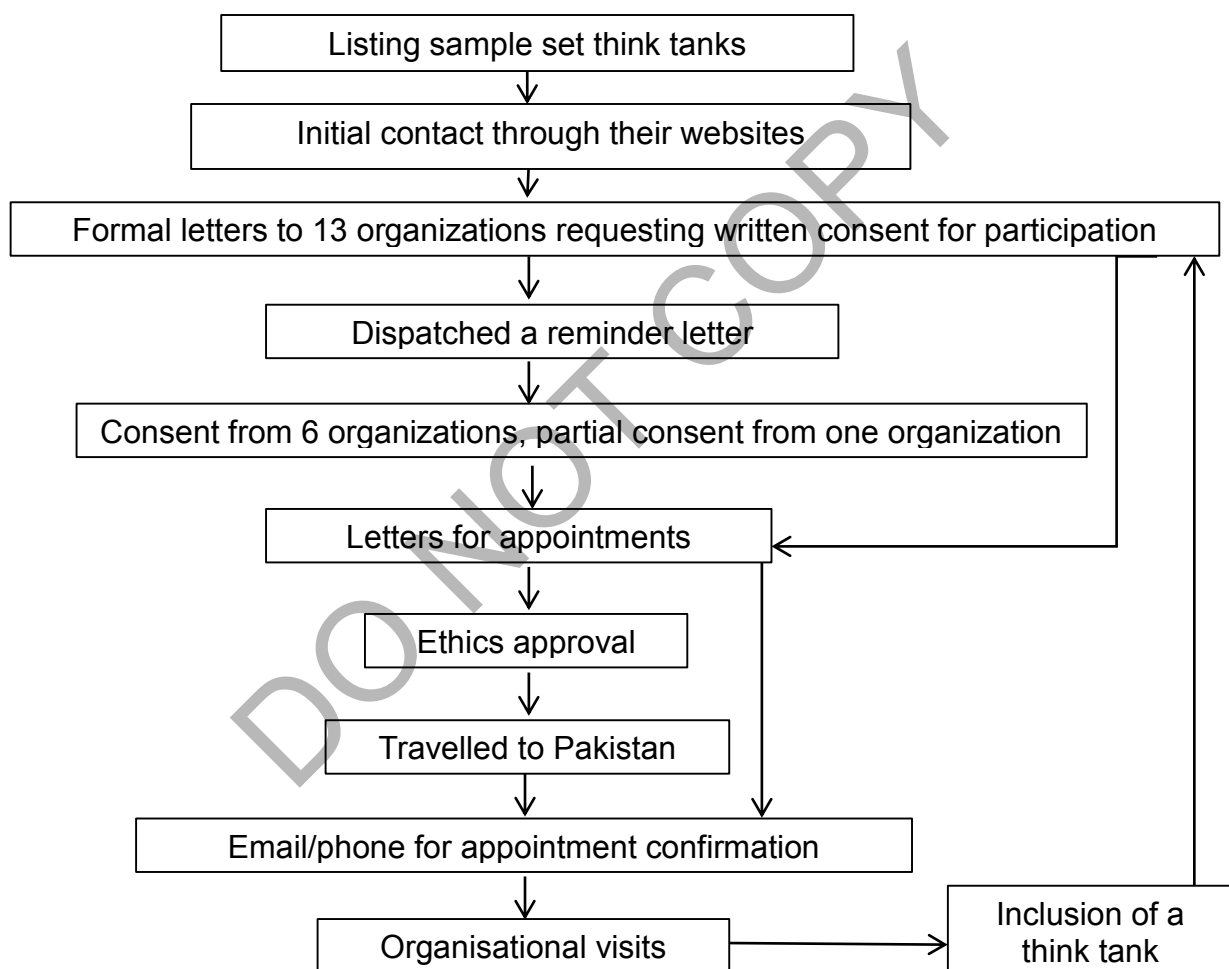 Listing sample set think tanks
Initial contact through their websites
Formal letters to 13 organizations requesting written consent for participation
Dispatched a reminder letter
Consent from 6 organizations, partial consent from one organization
Letters for appointments
Ethics approval
Travelled to Pakistan
Email/phone for appointment confirmation
Organisational visits
Inclusion of a
think tank
DO NOT COPY